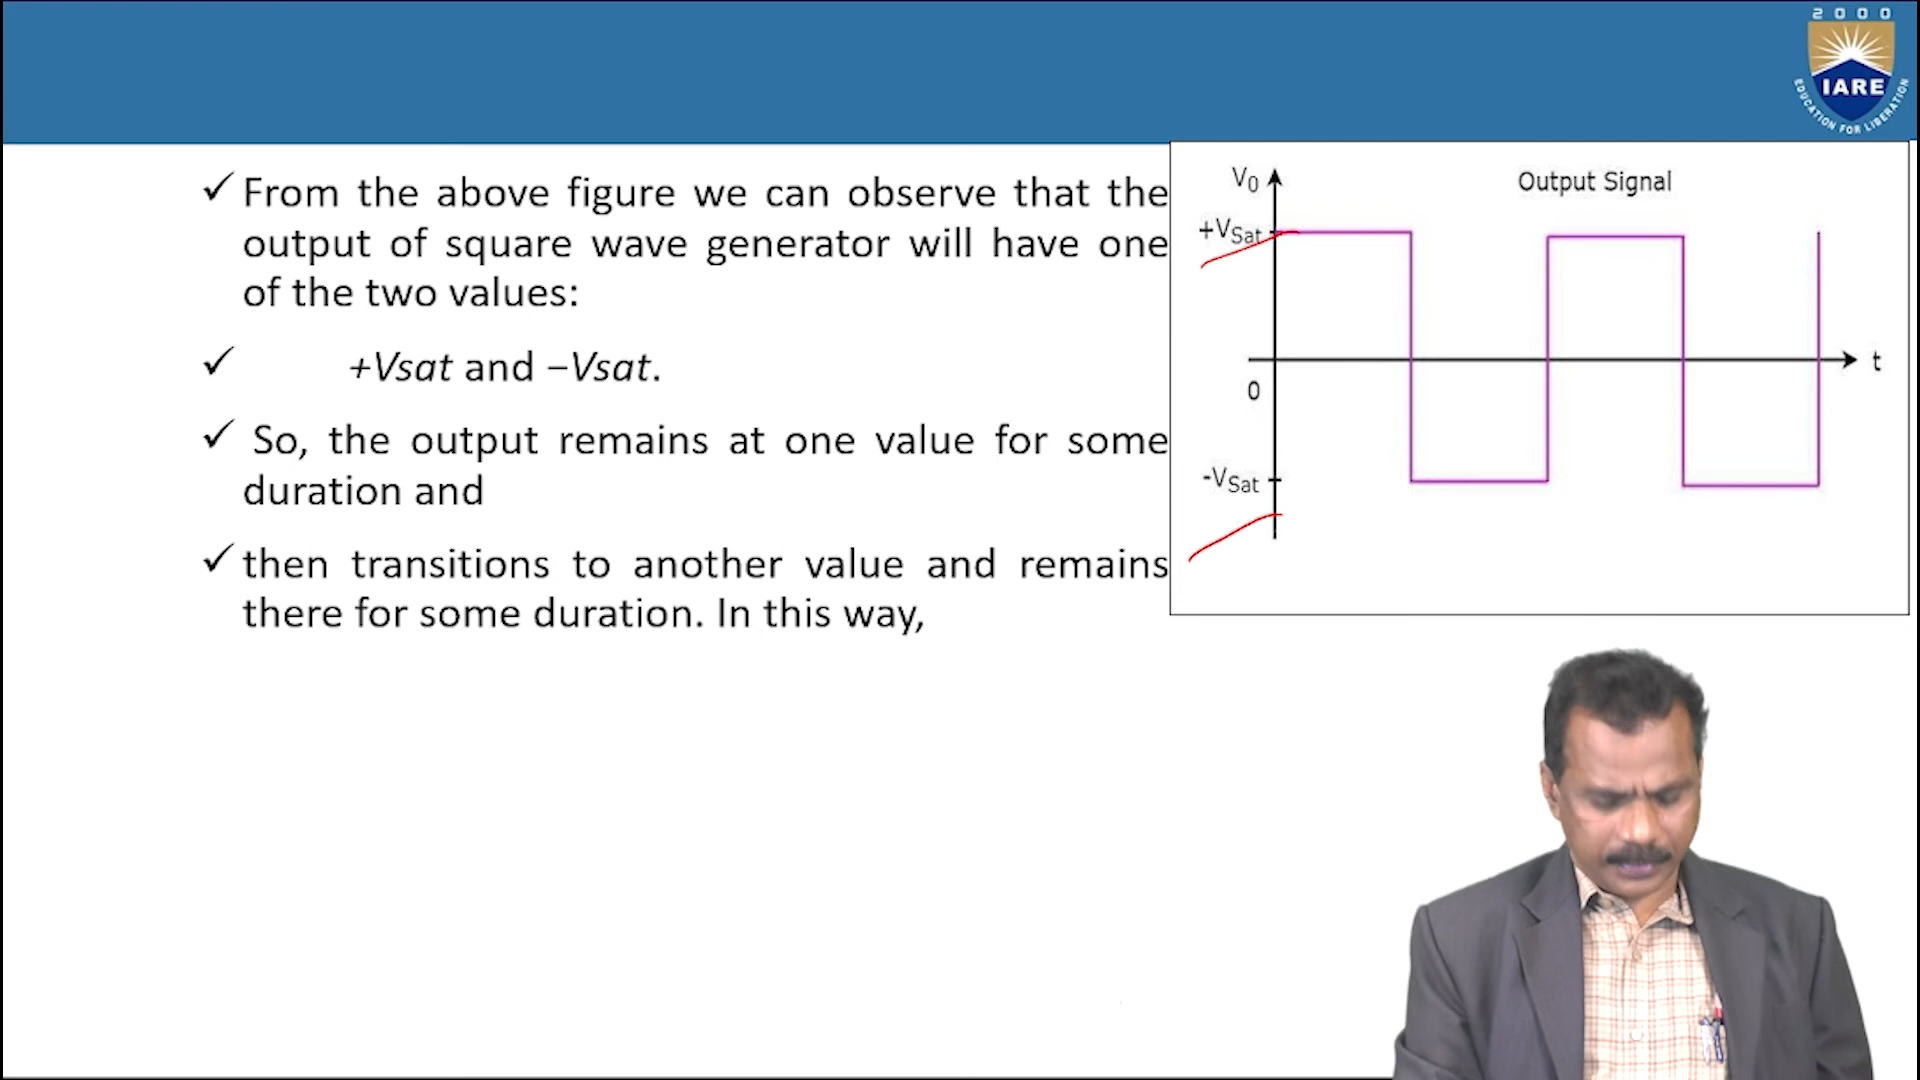 2000
IARE
EDUCATION FOR LIBERATION
✓ From the above figure we can observe that the
output of square wave generator will have one
of the two values:
✓ +Vsat and −Vsat.
✓ So, the output remains at one value for some
duration and
✓ then transitions to another value and remains
there for some duration. In this way,
V0
Output Signal
+VSat
t
0
-VSat